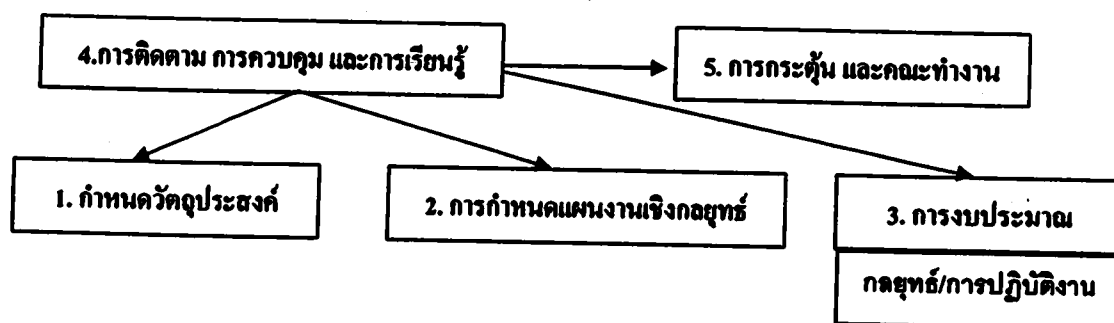 4.การติดตาม การควบคุม และการเรียนรู้
5. การกระตุ้น และคณะทำงาน
1. กำหนดวัตถุประสงค์
2. การกำหนดแผนงานเชิงกลยุทธ์
3. การงบประมาณ
กลยุทธ์/การปฏิบัติงาน